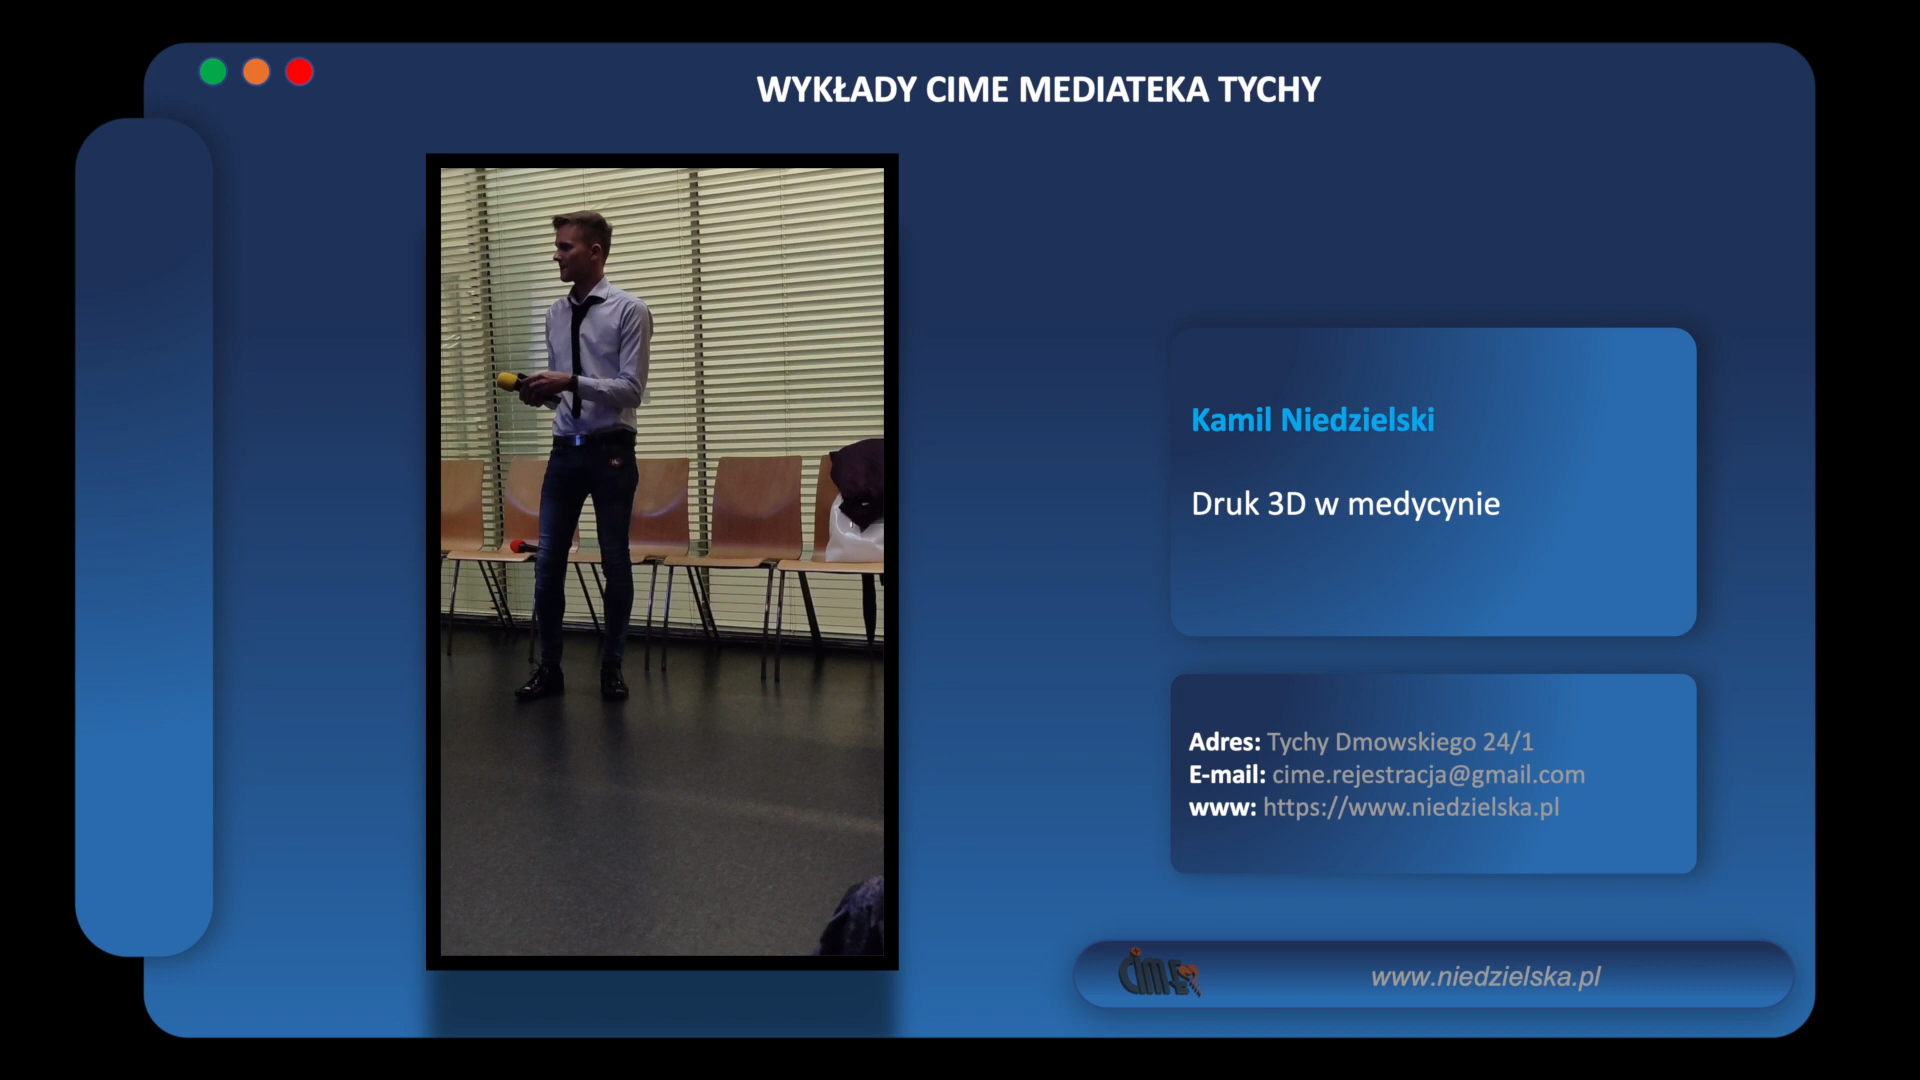 WYKŁADY CIME MEDIATEKA TYCHY
Kamil Niedzielski
Druk 3D w medycynie
Adres: Tychy Dmowskiego 24/1
E-mail: cime.rejestracja@gmail.com
www: https://www.niedzielska.pl
CIME
www.niedzielska.pl